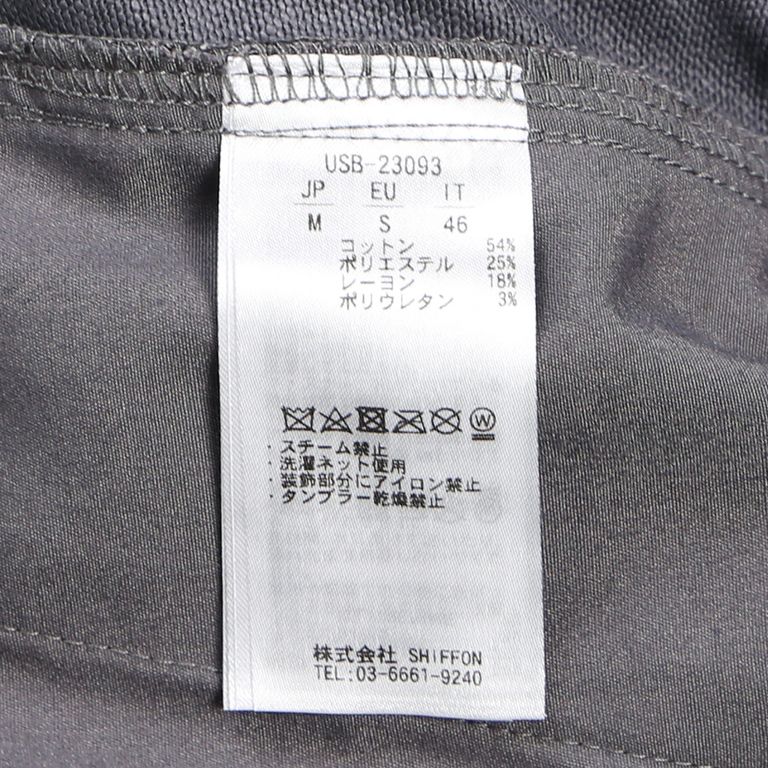 USB-23093
JP EU IT
M S 46
コットン 54%
ポリエステル 25%
レーヨン 18%
ポリウレタン 3%
W
・スチーム禁止
・洗濯ネット使用
・装飾部分にアイロン禁止
・タンブラー乾燥禁止
株式会社 SHIFFON
TEL:03-6661-9240